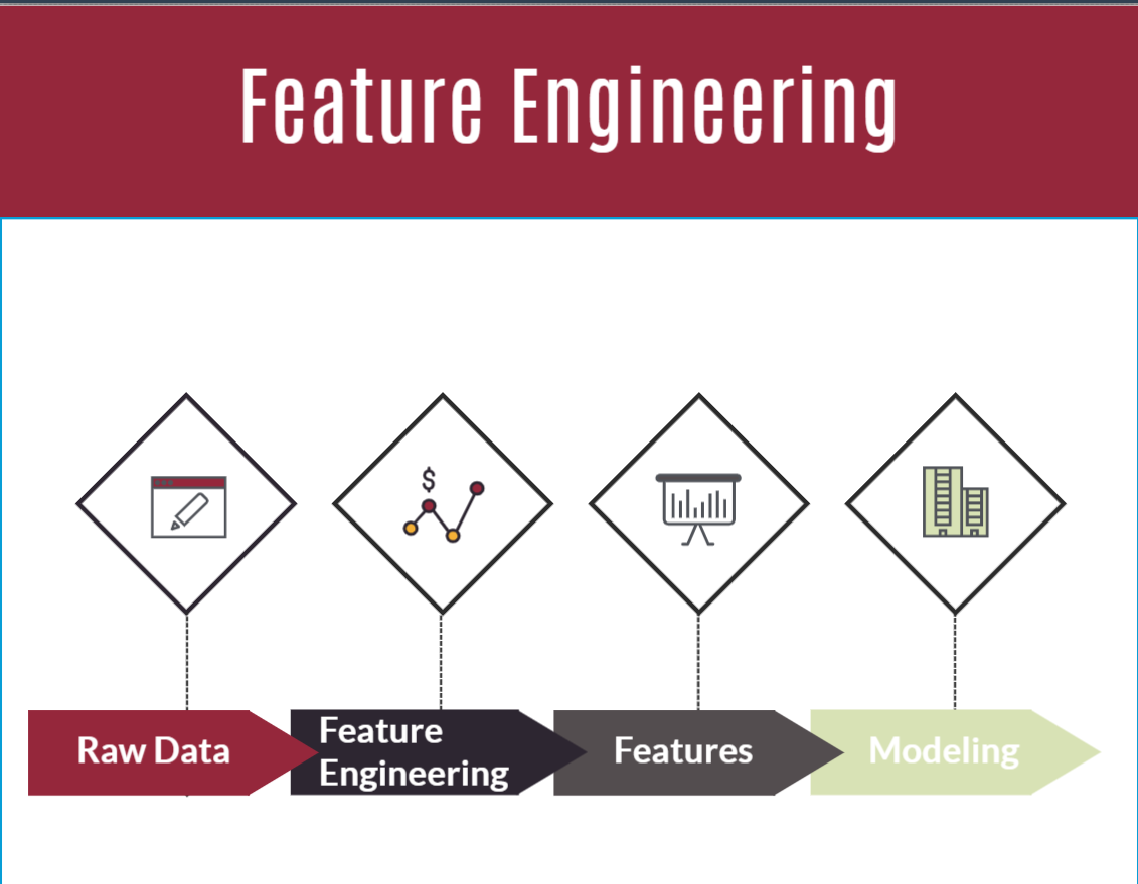 Feature Engineering
$
Raw Data
Feature
Engineering
Features
Modeling